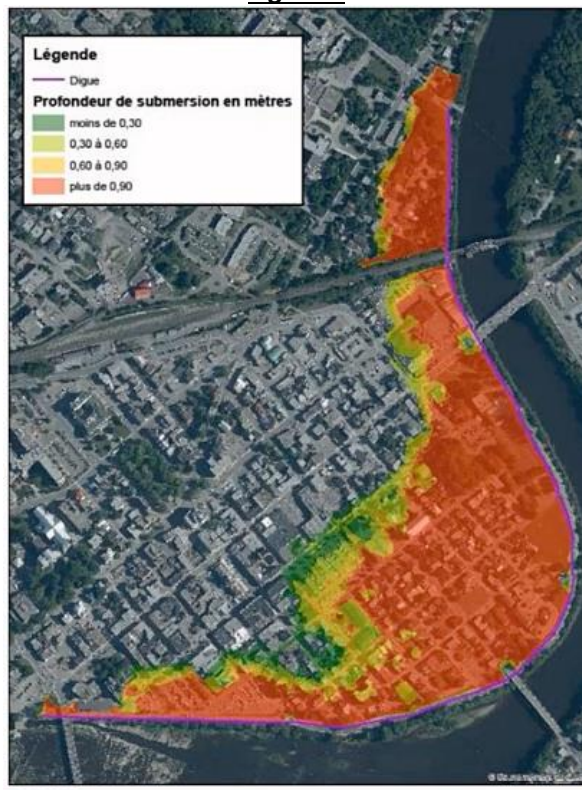 Légende
Digue
Profondeur de submersion en mètres
moins de 0,30
0,30 à 0,60
0,60 à 0,90
plus de 0,90